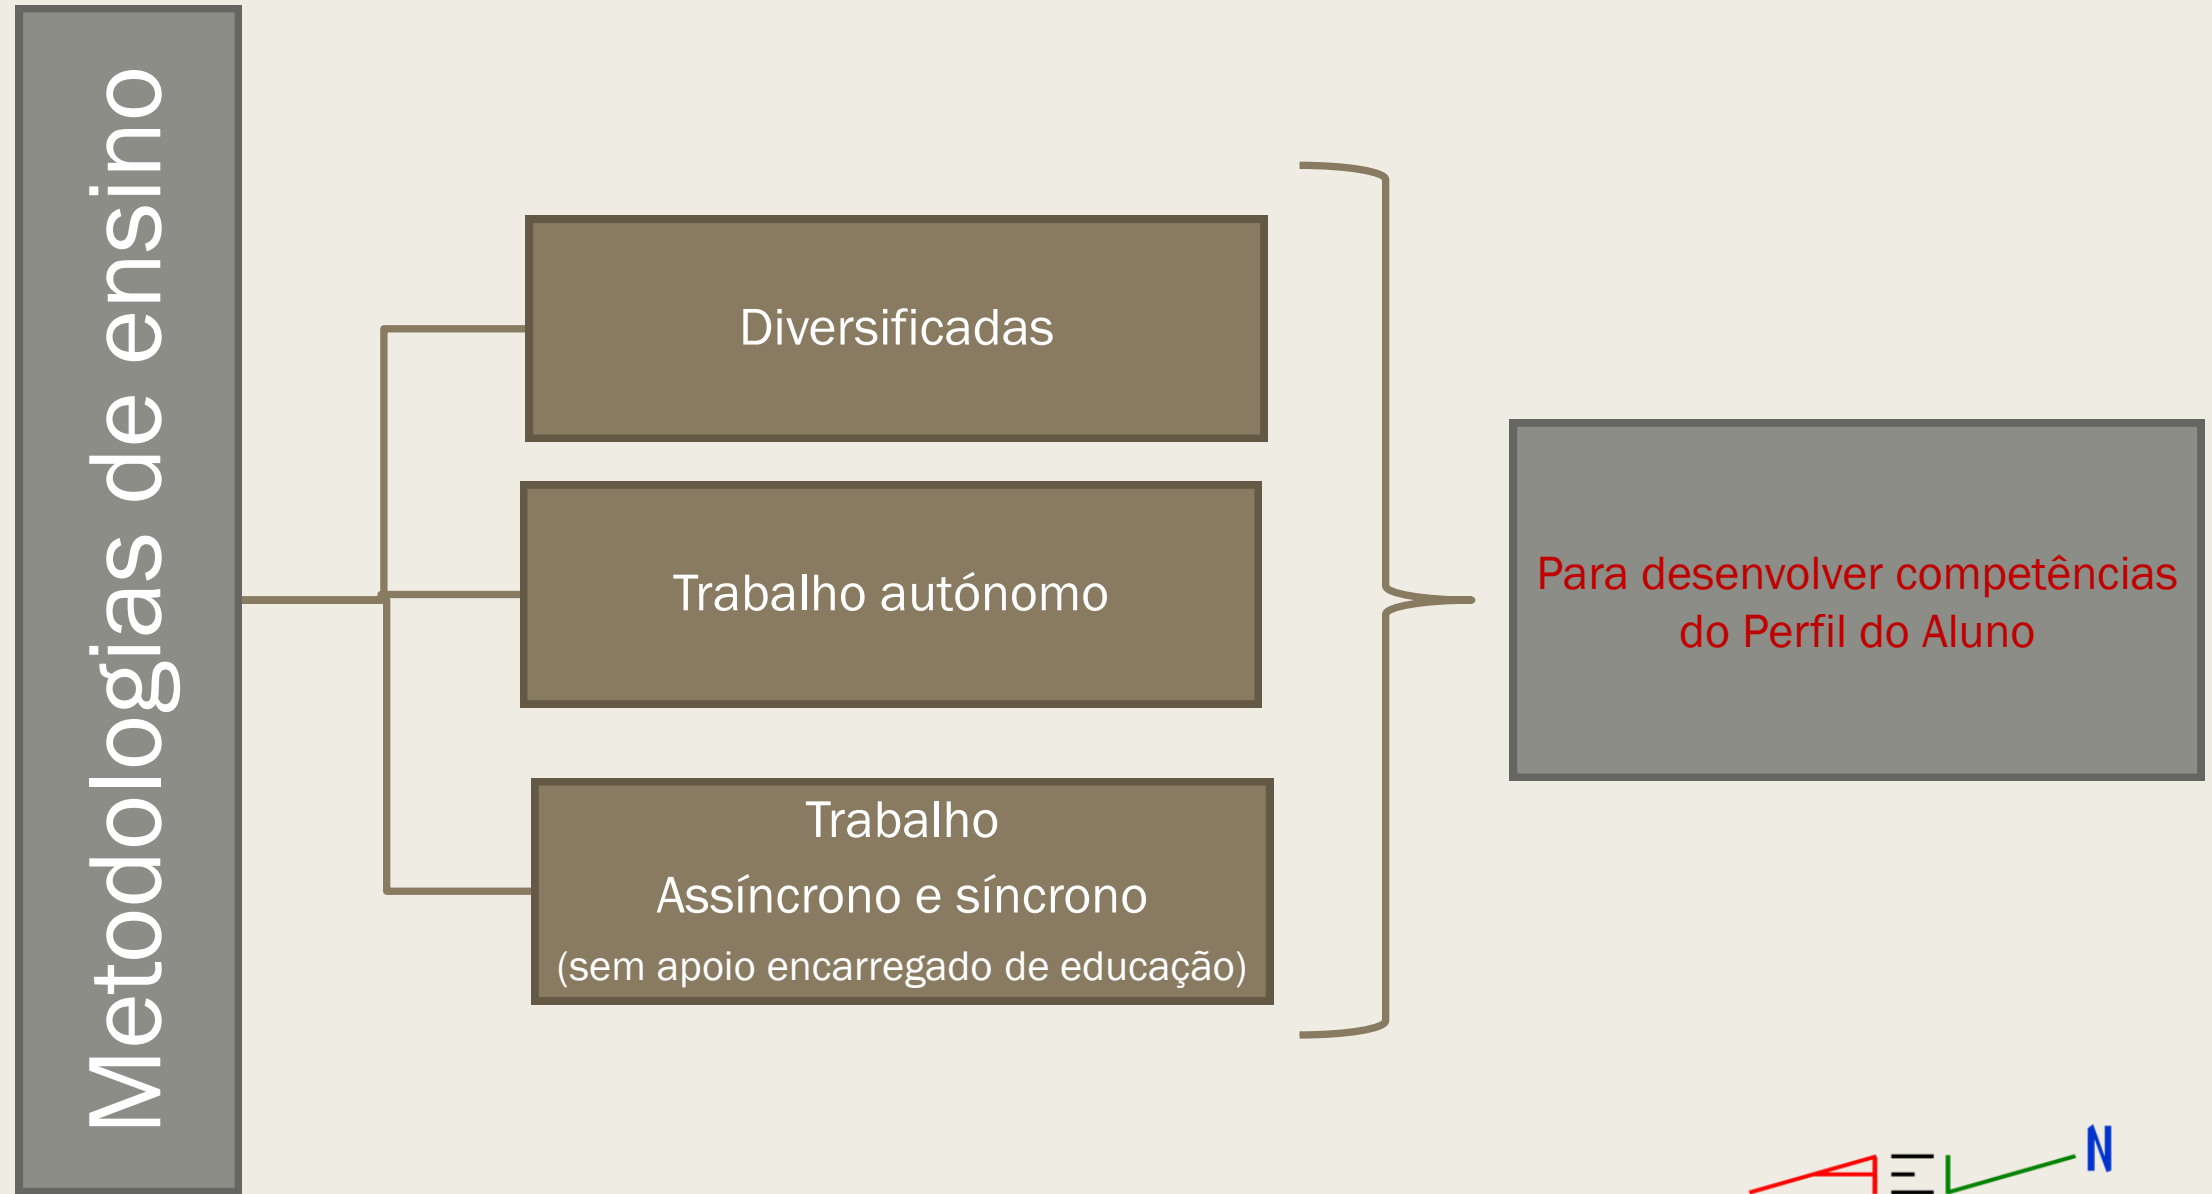 Metodologias de ensino
Diversificadas
Trabalho autónomo
Trabalho
Assíncrono e síncrono
(sem apoio encarregado de educação)
Para desenvolver competências
do Perfil do Aluno
AELN